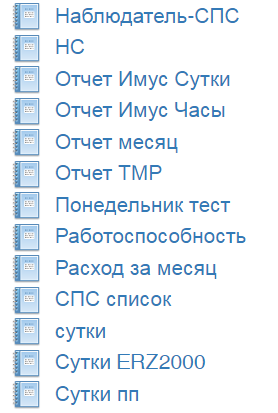 Наблюдатель-СПС
НС
Отчет Имус Сутки
Отчет Имус Часы
Отчет месяц
Отчет ТМР
Понедельник тест
Работоспособность
Расход за месяц
СПС список
сутки
Сутки ERZ2000
Сутки пп